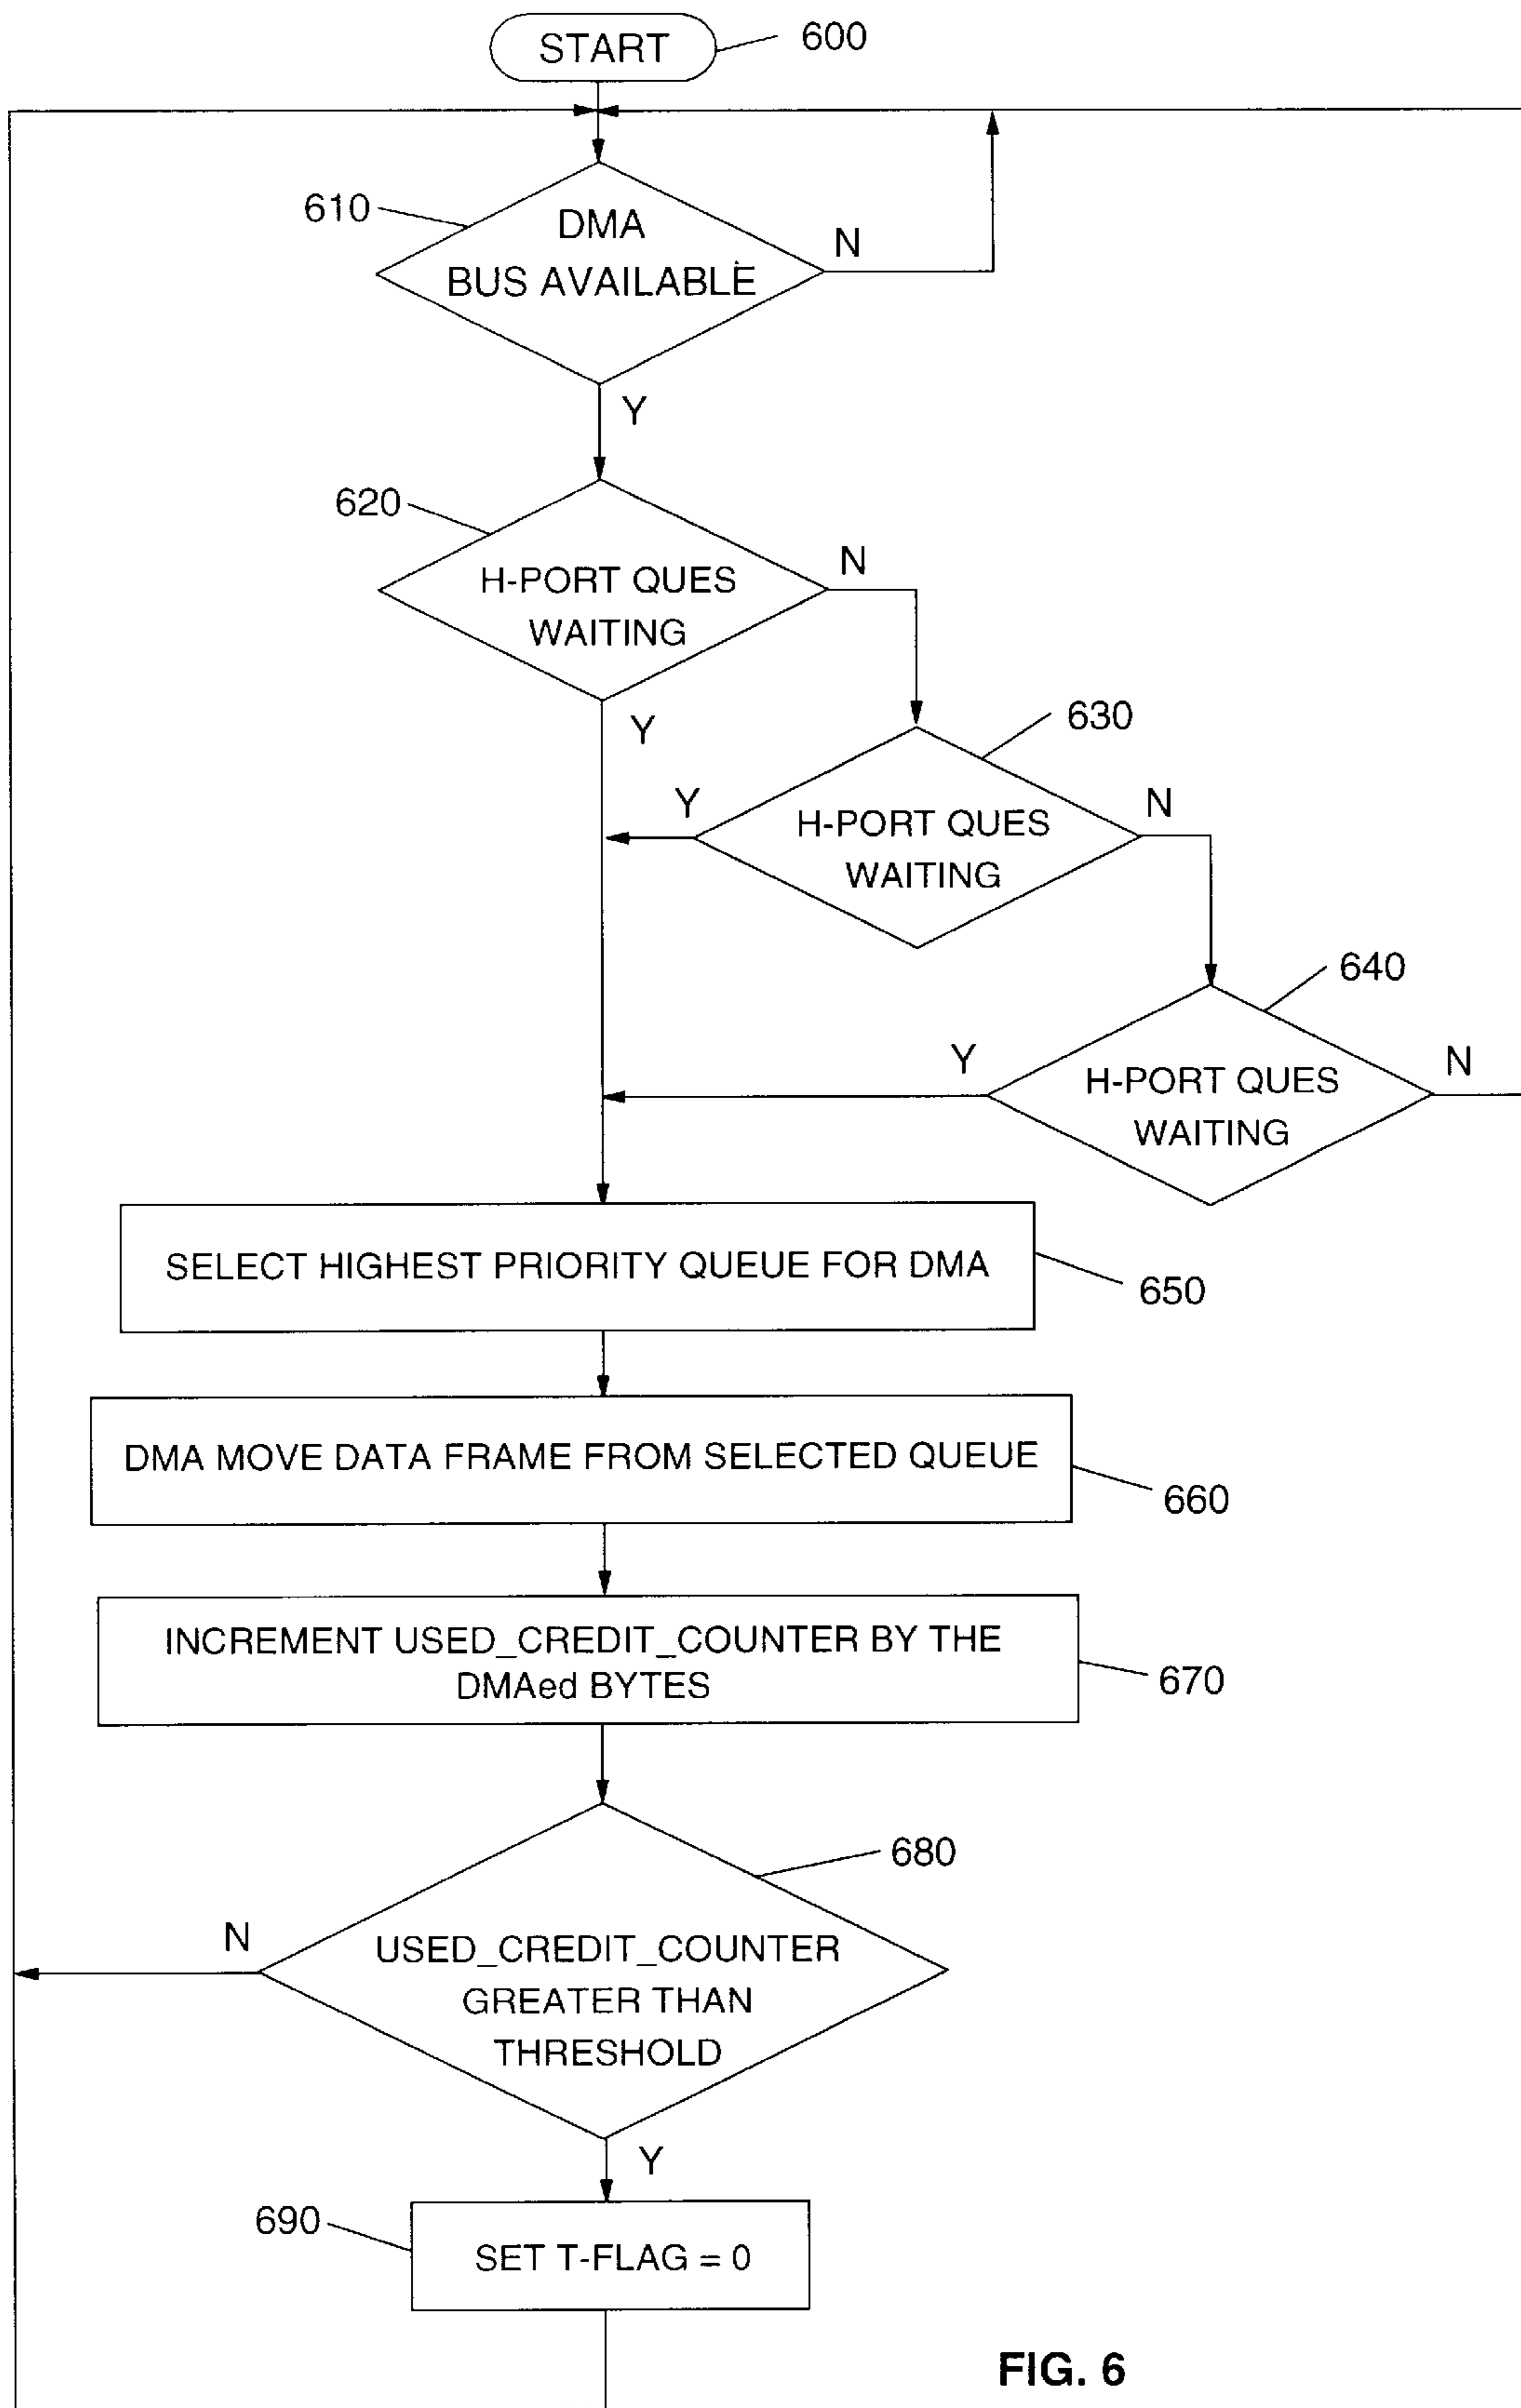 START
600
610
DMA
BUS AVAILABLE
N
Y
620
H-PORT QUES
WAITING
N
Y
630
H-PORT QUES
WAITING
Y
N
640
H-PORT QUES
WAITING
Y
N
SELECT HIGHEST PRIORITY QUEUE FOR DMA
650
DMA MOVE DATA FRAME FROM SELECTED QUEUE
660
INCREMENT USED_CREDIT_COUNTER BY THE
DMAed BYTES
670
680
USED_CREDIT_COUNTER
GREATER THAN
THRESHOLD
N
Y
690
SET T-FLAG = 0
FIG. 6